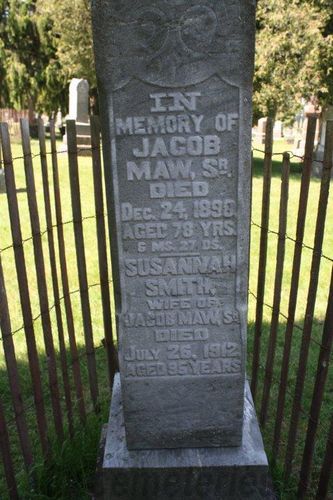 IN
MEMORY OF
JACOB
MAW, SR.
DIED
DEC. 24, 1898,
AGED 78 YRS.
6 MS. 27, DS.
SUSANNAH
SMITH,
WIFE OF
JACOB MAW, SR.
DIED
JULY 26, 1912
AGED 95 YEARS